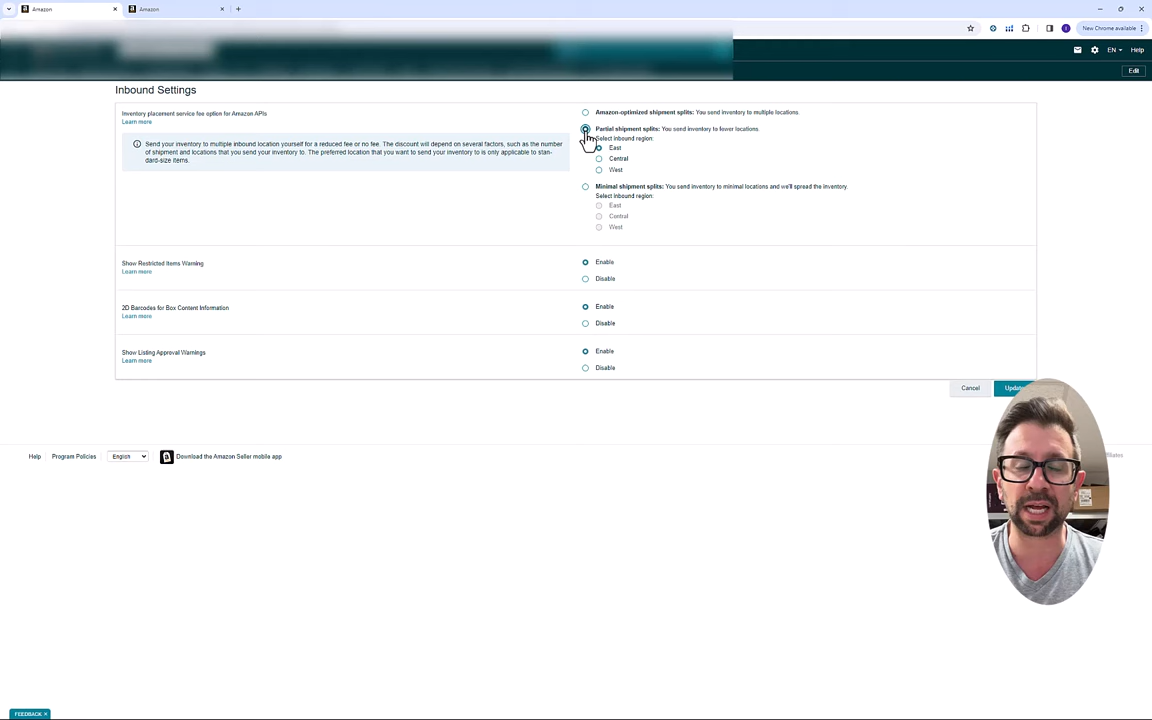 Amazon
Amazon
New Chrome available
EN
Help
Edit
Inbound Settings
Inventory placement service fee option for Amazon APIs
Learn more
Send your inventory to multiple inbound location yourself for a reduced fee or no fee. The discount will depend on several factors, such as the number
of shipment and locations that you send your inventory to. The preferred location that you want to send your inventory is only applicable to stan-
dard-size items.
Amazon-optimized shipment splits: You send inventory to multiple locations.
Partial shipment splits: You send inventory to fewer locations.
Select inbound region:
East
Central
West
Minimal shipment splits: You send inventory to minimal locations and we'll spread the inventory.
Select inbound region:
East
Central
West
Show Restricted Items Warning
Learn more
Enable
Disable
2D Barcodes for Box Content Information
Learn more
Enable
Disable
Show Listing Approval Warnings
Learn more
Enable
Disable
Cancel
Update
Help
Program Policies
English
Download the Amazon Seller mobile app
FEEDBACK ×